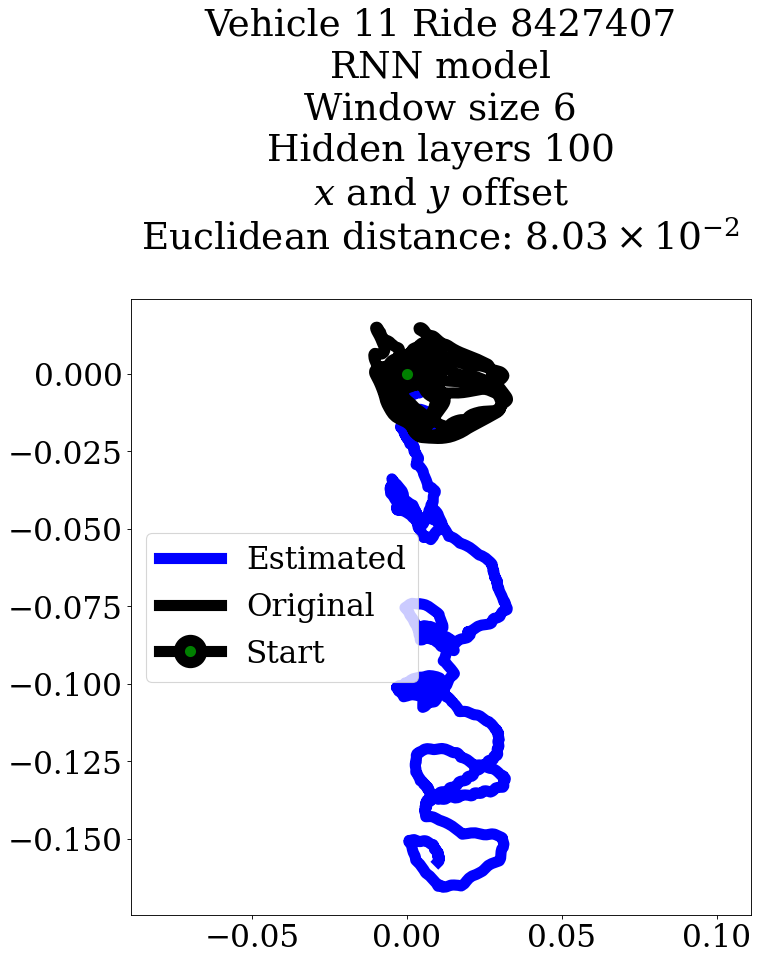 Vehicle 11 Ride 8427407
RNN model
Window size 6
Hidden layers 100
x and y offset
Euclidean distance: 8.03 × 10⁻²
0.000
−0.025
−0.050
−0.075
−0.100
−0.125
−0.150
Estimated
Original
Start
−0.05 0.00 0.05 0.10